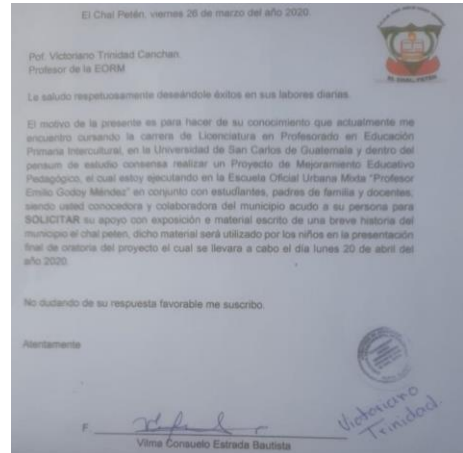 El Chal Petén, viernes 26 de marzo del año 2020.
EL CHAL, PETEN
Pof. Victoriano Trinidad Canchan.
Profesor de la EORM
Le saludo respetuosamente deseándole éxitos en sus labores diarias.
El motivo de la presente es para hacer de su conocimiento que actualmente me
encuentro cursando la carrera de Licenciatura en Profesorado en Educación
Primaria Intercultural, en la Universidad de San Carlos de Guatemala y dentro del
pensum de estudio consensa realizar un Proyecto de Mejoramiento Educativo
Pedagógico, el cual estoy ejecutando en la Escuela Oficial Urbana Mixta "Profesor
Emilio Godoy Méndez" en conjunto con estudiantes, padres de familia y docentes,
siendo usted conocedora y colaboradora del municipio acudo a su persona para
SOLICITAR su apoyo con exposición e material escrito de una breve historia del
municipio el chal peten, dicho material será utilizado por los niños en la presentación
final de oratoria del proyecto el cual se llevara a cabo el día lunes 20 de abril del
año 2020.
No dudando de su respuesta favorable me suscribo.
Atentamente
F.
Vilma Consuelo Estrada Bautista
Victoriano
Trinidad.